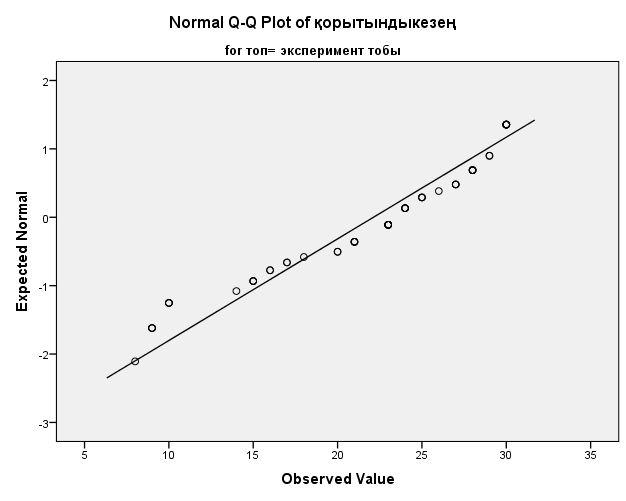 Normal Q-Q Plot of қорытындыкезең
for топ= эксперимент тобы
Expected Normal
2
1
0
-1
-2
-3
5 10 15 20 25 30 35
Observed Value